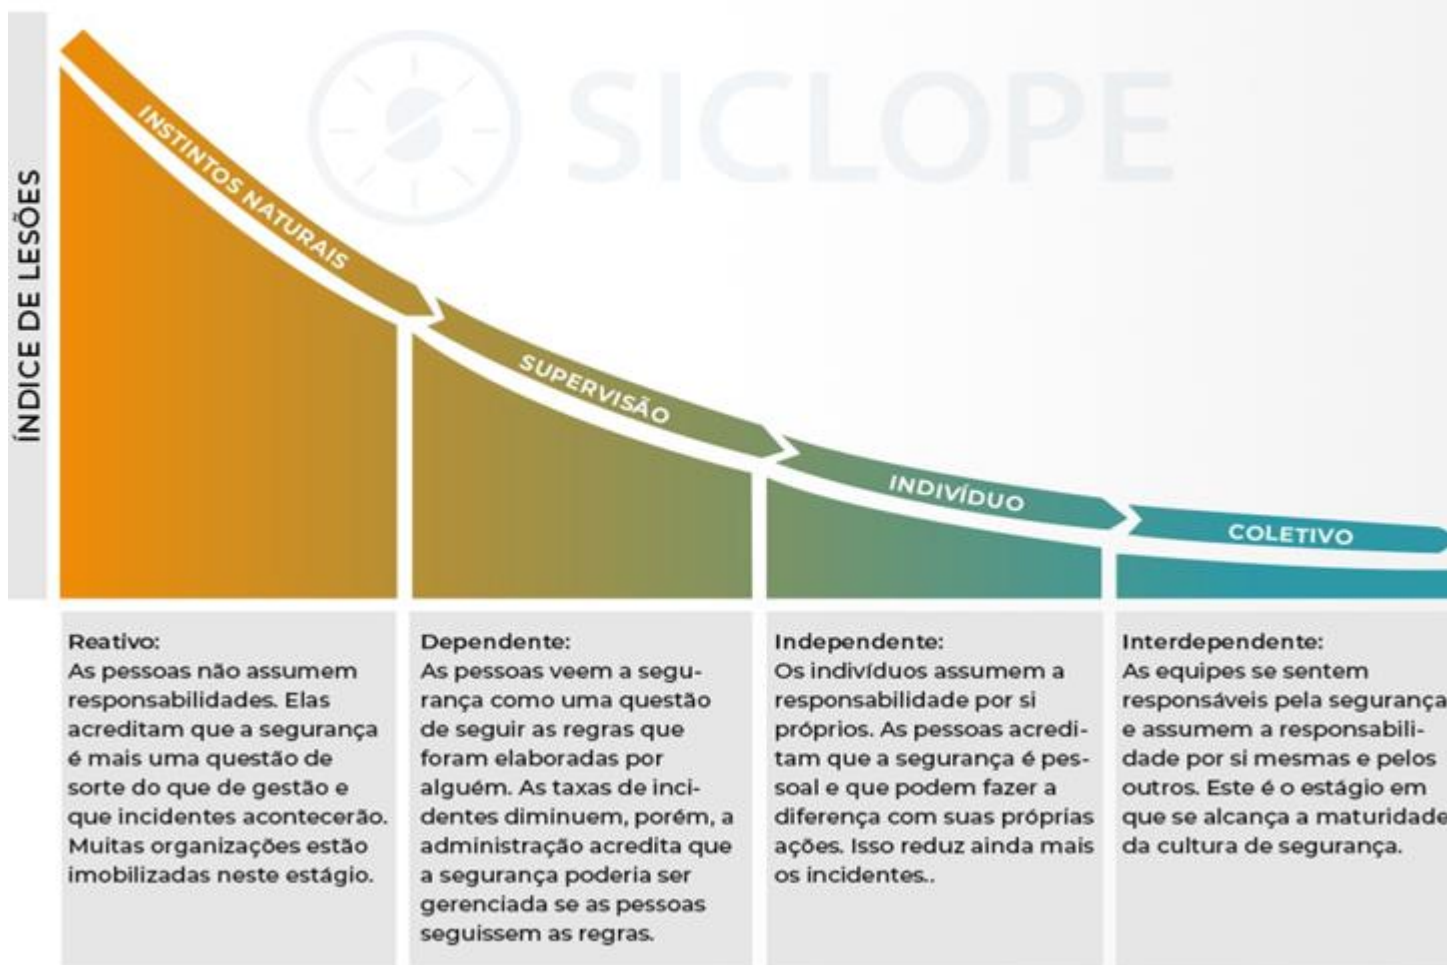 SICLOPE
ÍNDICE DE LESÕES
INSTINTOS NATURAIS
SUPERVISÃO
INDIVÍDUO
COLETIVO
Reativo:
As pessoas não assumem
responsabilidades. Elas
acreditam que a segurança
é mais uma questão de
sorte do que de gestão e
que incidentes acontecerão.
Muitas organizações estão
imobilizadas neste estágio.
Dependente:
As pessoas veem a segu-
rança como uma questão
de seguir as regras que
foram elaboradas por
alguém. As taxas de inci-
dentes diminuem, porém, a
administração acredita que
a segurança poderia ser
gerenciada se as pessoas
seguissem as regras.
Independente:
Os indivíduos assumem a
responsabilidade por si
próprios. As pessoas acredi-
tam que a segurança é pes-
soal e que podem fazer a
diferença com suas próprias
ações. Isso reduz ainda mais
os incidentes..
Interdependente:
As equipes se sentem
responsáveis pela segurança
e assumem a responsabili-
dade por si mesmas e pelos
outros. Este é o estágio em
que se alcança a maturidade
da cultura de segurança.